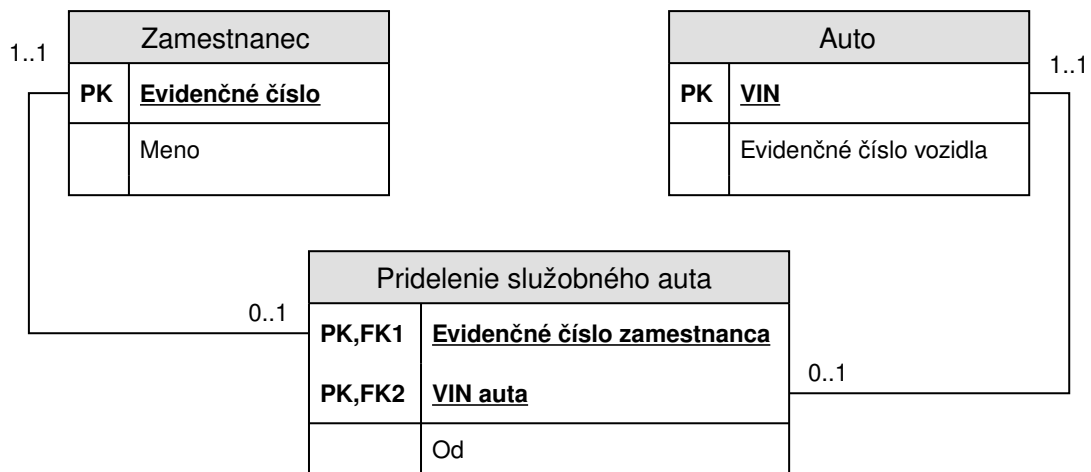 Zamestnanec
1..1
PK Evidenčné číslo
Meno
Auto
1..1
PK VIN
Evidenčné číslo vozidla
Pridelenie služobného auta
0..1
PK,FK1 Evidenčné číslo zamestnanca
PK,FK2 VIN auta
0..1
Od